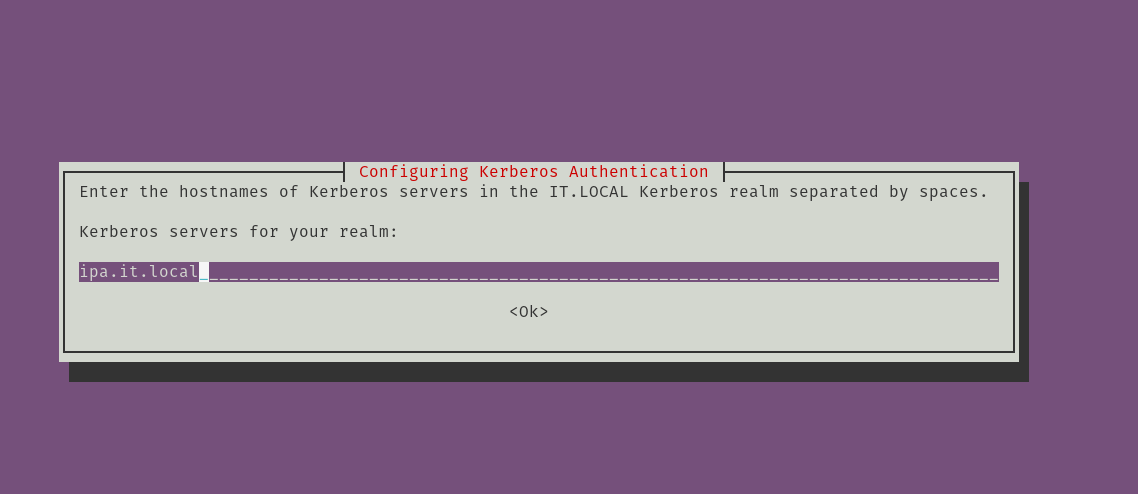 Configuring Kerberos Authentication
Enter the hostnames of Kerberos servers in the IT.LOCAL Kerberos realm separated by spaces.
Kerberos servers for your realm:
ipa.it.local
<Ok>